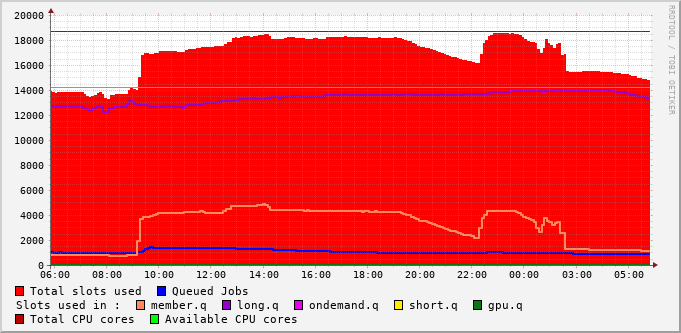 20000
18000
16000
14000
12000
10000
8000
6000
4000
2000
0
06:00 08:00 10:00 12:00 14:00 16:00 18:00 20:00 22:00 00:00 03:00 05:00
Total slots used Queued Jobs
Slots used in : member.q long.q ondemand.q short.q gpu.q
Total CPU cores Available CPU cores
RRDTOOL / TOBI OETIKER